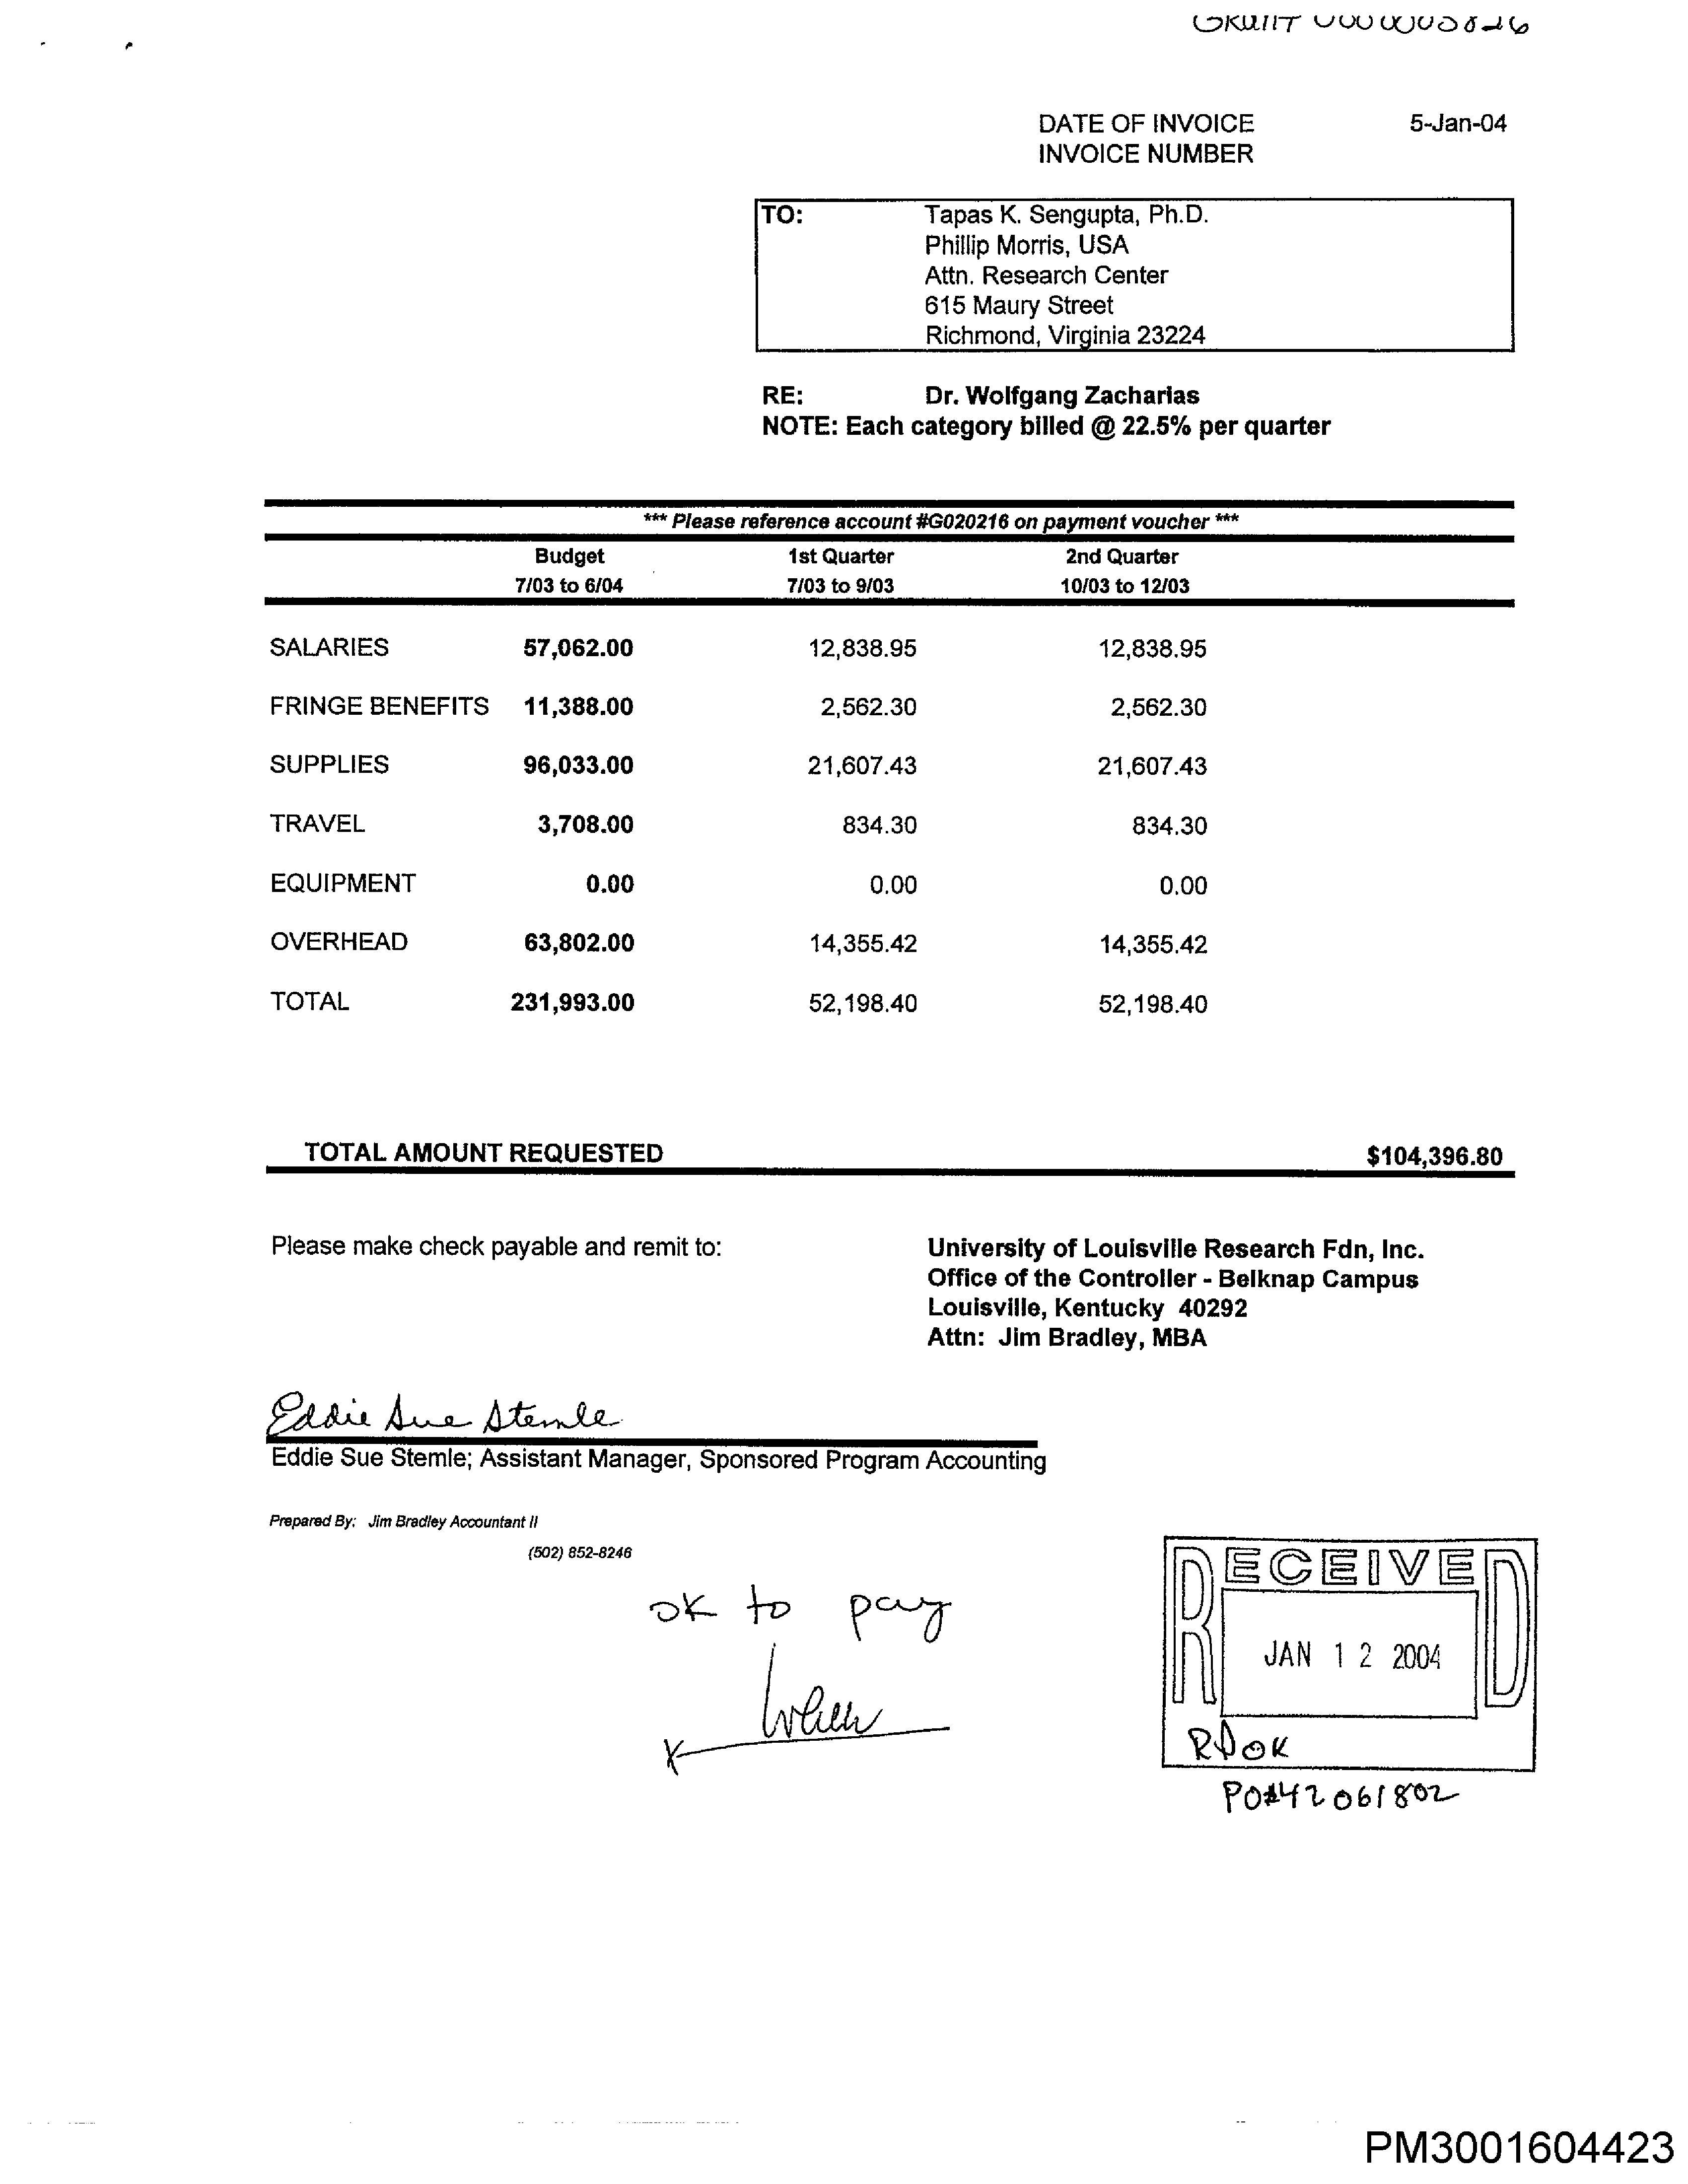 DATE OF INVOICE 5-Jan-04
INVOICE NUMBER
TO: Tapas K. Sengupta, Ph.D.
Phillip Morris, USA
Attn. Research Center
615 Maury Street
Richmond, Virginia 23224
RE: Dr. Wolfgang Zacharias
NOTE: Each category billed @ 22.5% per quarter
*** Please reference account #G020216 on payment voucher ***
Budget 1st Quarter 2nd Quarter
7/03 to 6/04 7/03 to 9/03 10/03 to 12/03
SALARIES 57,062.00 12,838.95 12,838.95
FRINGE BENEFITS 11,388.00 2,562.30 2,562.30
SUPPLIES 96,033.00 21,607.43 21,607.43
TRAVEL 3,708.00 834.30 834.30
EQUIPMENT 0.00 0.00 0.00
OVERHEAD 63,802.00 14,355.42 14,355.42
TOTAL 231,993.00 52,198.40 52,198.40
TOTAL AMOUNT REQUESTED $104,396.80
Please make check payable and remit to: University of Louisville Research Fdn, Inc.
Office of the Controller - Belknap Campus
Louisville, Kentucky 40292
Attn: Jim Bradley, MBA
Eddie Sue Stemle
Eddie Sue Stemle; Assistant Manager, Sponsored Program Accounting
Prepared By: Jim Bradley Accountant II
(502) 852-8246
ok to pay
X
RECEIVED
JAN 12 2004
OK
PO#42061802
PM3001604423